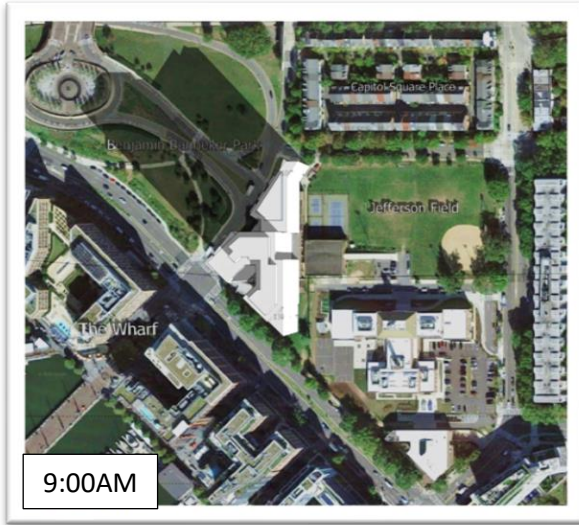 Capitol Square Place
Benjamin Banneker Park
Jefferson Field
The Wharf
9:00AM